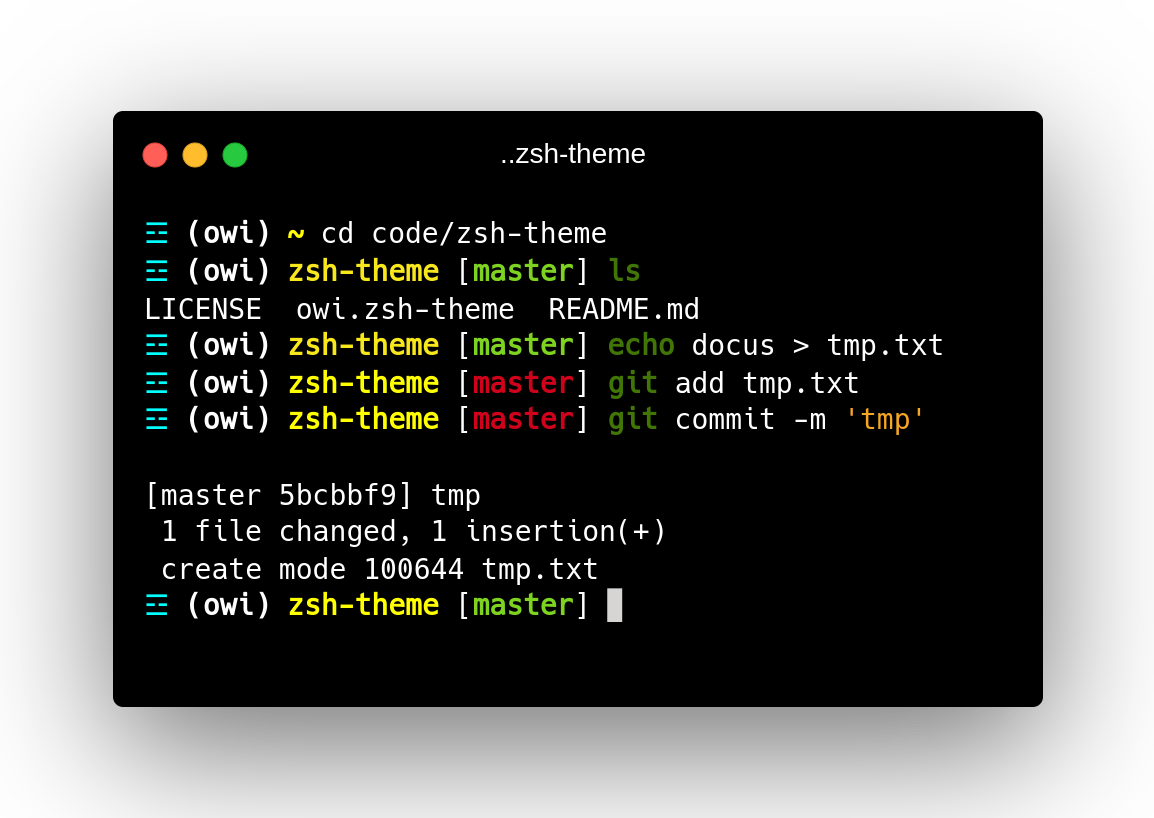 ..zsh-theme
☲ (owi) ~ cd code/zsh-theme
☲ (owi) zsh-theme [master] ls
LICENSE  owi.zsh-theme  README.md
☲ (owi) zsh-theme [master] echo docus > tmp.txt
☲ (owi) zsh-theme [master] git add tmp.txt
☲ (owi) zsh-theme [master] git commit -m 'tmp'
[master 5bcbbf9] tmp
 1 file changed, 1 insertion(+)
 create mode 100644 tmp.txt
☲ (owi) zsh-theme [master]